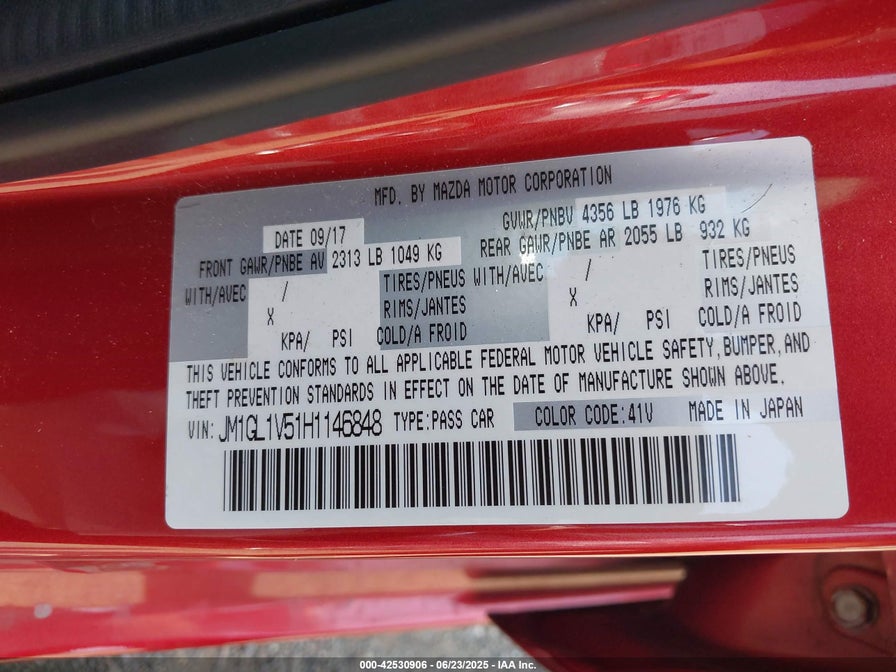 MFD. BY MAZDA MOTOR CORPORATION
DATE 09/17 GVWR/PNBV 4356 LB 1976 KG
FRONT GAWR/PNBE AV 2313 LB 1049 KG REAR GAWR/PNBE AR 2055 LB 932 KG
WITH/AVEC / TIRES/PNEUS WITH/AVEC / TIRES/PNEUS
X RIMS/JANTES X RIMS/JANTES
KPA/ PSI COLD/A FROID KPA/ PSI COLD/A FROID
THIS VEHICLE CONFORMS TO ALL APPLICABLE FEDERAL MOTOR VEHICLE SAFETY, BUMPER, AND
THEFT PREVENTION STANDARDS IN EFFECT ON THE DATE OF MANUFACTURE SHOWN ABOVE.
VIN: JM1GL1V51H1146848 TYPE:PASS CAR COLOR CODE:41V MADE IN JAPAN
000-42530906 - 06/23/2025 - IAA Inc.